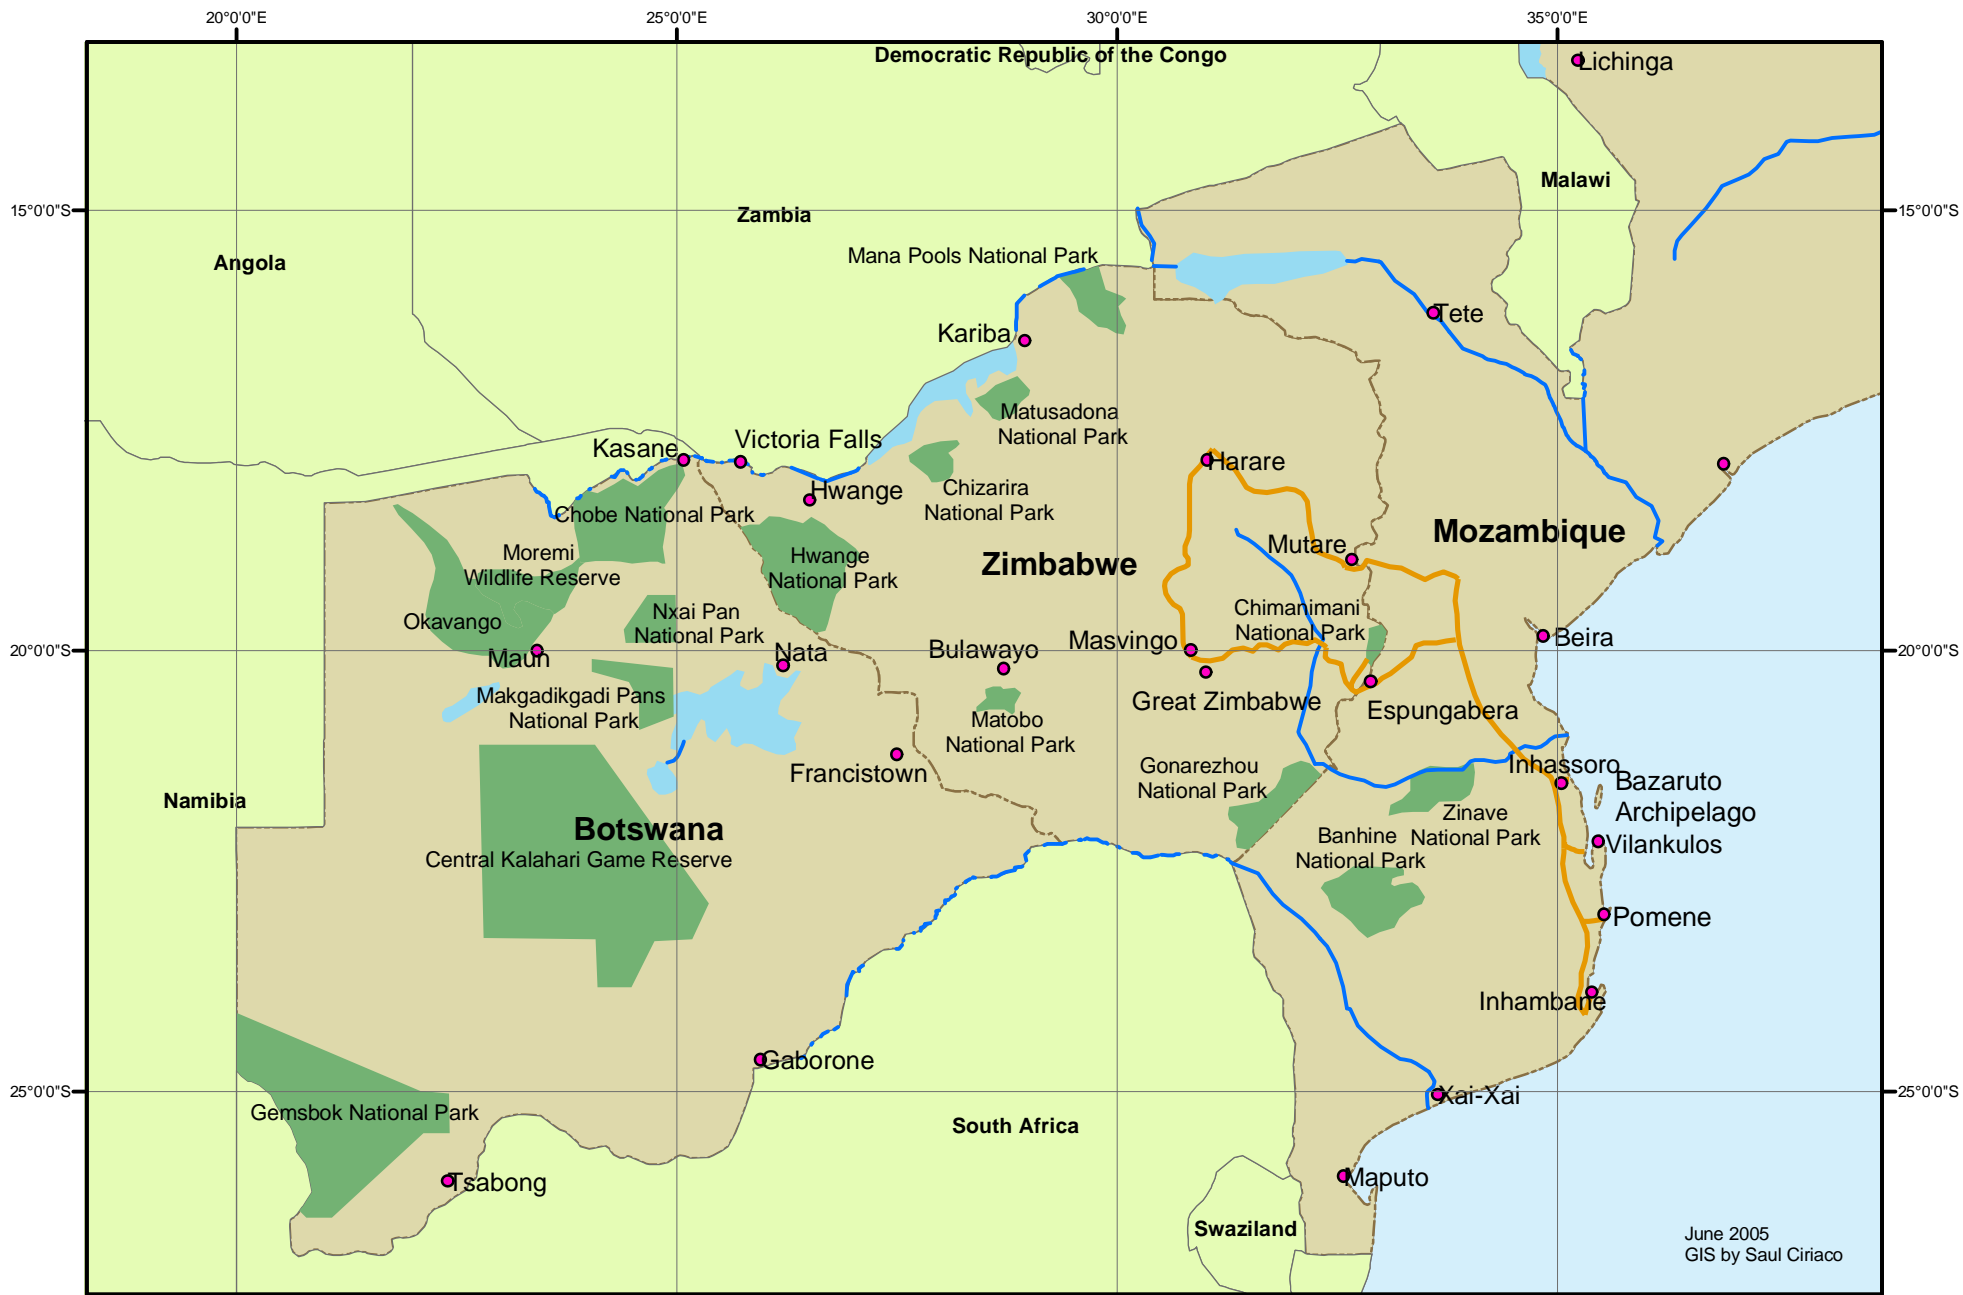 20°0'0"E
25°0'0"E
30°0'0"E
35°0'0"E
Democratic Republic of the Congo
Lichinga
Malawi
15°0'0"S
15°0'0"S
Zambia
Angola
Mana Pools National Park
Tete
Kariba
Matusadona
National Park
Kasane
Victoria Falls
Harare
Hwange
Chizarira
National Park
Chobe National Park
Mozambique
Mutare
Moremi
Wildlife Reserve
Hwange
National Park
Zimbabwe
Okavango
Nxai Pan
National Park
Chimanimani
National Park
Beira
20°0'0"S
20°0'0"S
Maun
Nata
Bulawayo
Masvingo
Makgadikgadi Pans
National Park
Great Zimbabwe
Espungabera
Matobo
National Park
Francistown
Gonarezhou
National Park
Inhassoro
Bazaruto
Archipelago
Namibia
Botswana
Zinave
National Park
Banhine
National Park
Vilankulos
Central Kalahari Game Reserve
Pomene
Inhambane
Gaborone
25°0'0"S
25°0'0"S
Xai-Xai
Gemsbok National Park
South Africa
Tsabong
Maputo
Swaziland
June 2005
GIS by Saul Ciriaco